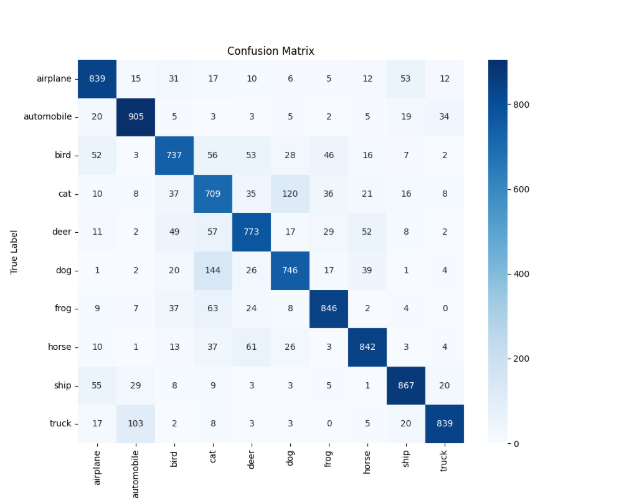 Confusion Matrix
True Label
airplane 839 15 31 17 10 6 5 12 53 12
automobile 20 905 5 3 3 5 2 5 19 34
bird 52 3 737 56 53 28 46 16 7 2
cat 10 8 37 709 35 120 36 21 16 8
deer 11 2 49 57 773 17 29 52 8 2
dog 1 2 20 144 26 746 17 39 1 4
frog 9 7 37 63 24 8 846 2 4 0
horse 10 1 13 37 61 26 3 842 3 4
ship 55 29 8 9 3 3 5 1 867 20
truck 17 103 2 8 3 3 0 5 20 839
airplane automobile bird cat deer dog frog horse ship truck
800
600
400
200
0